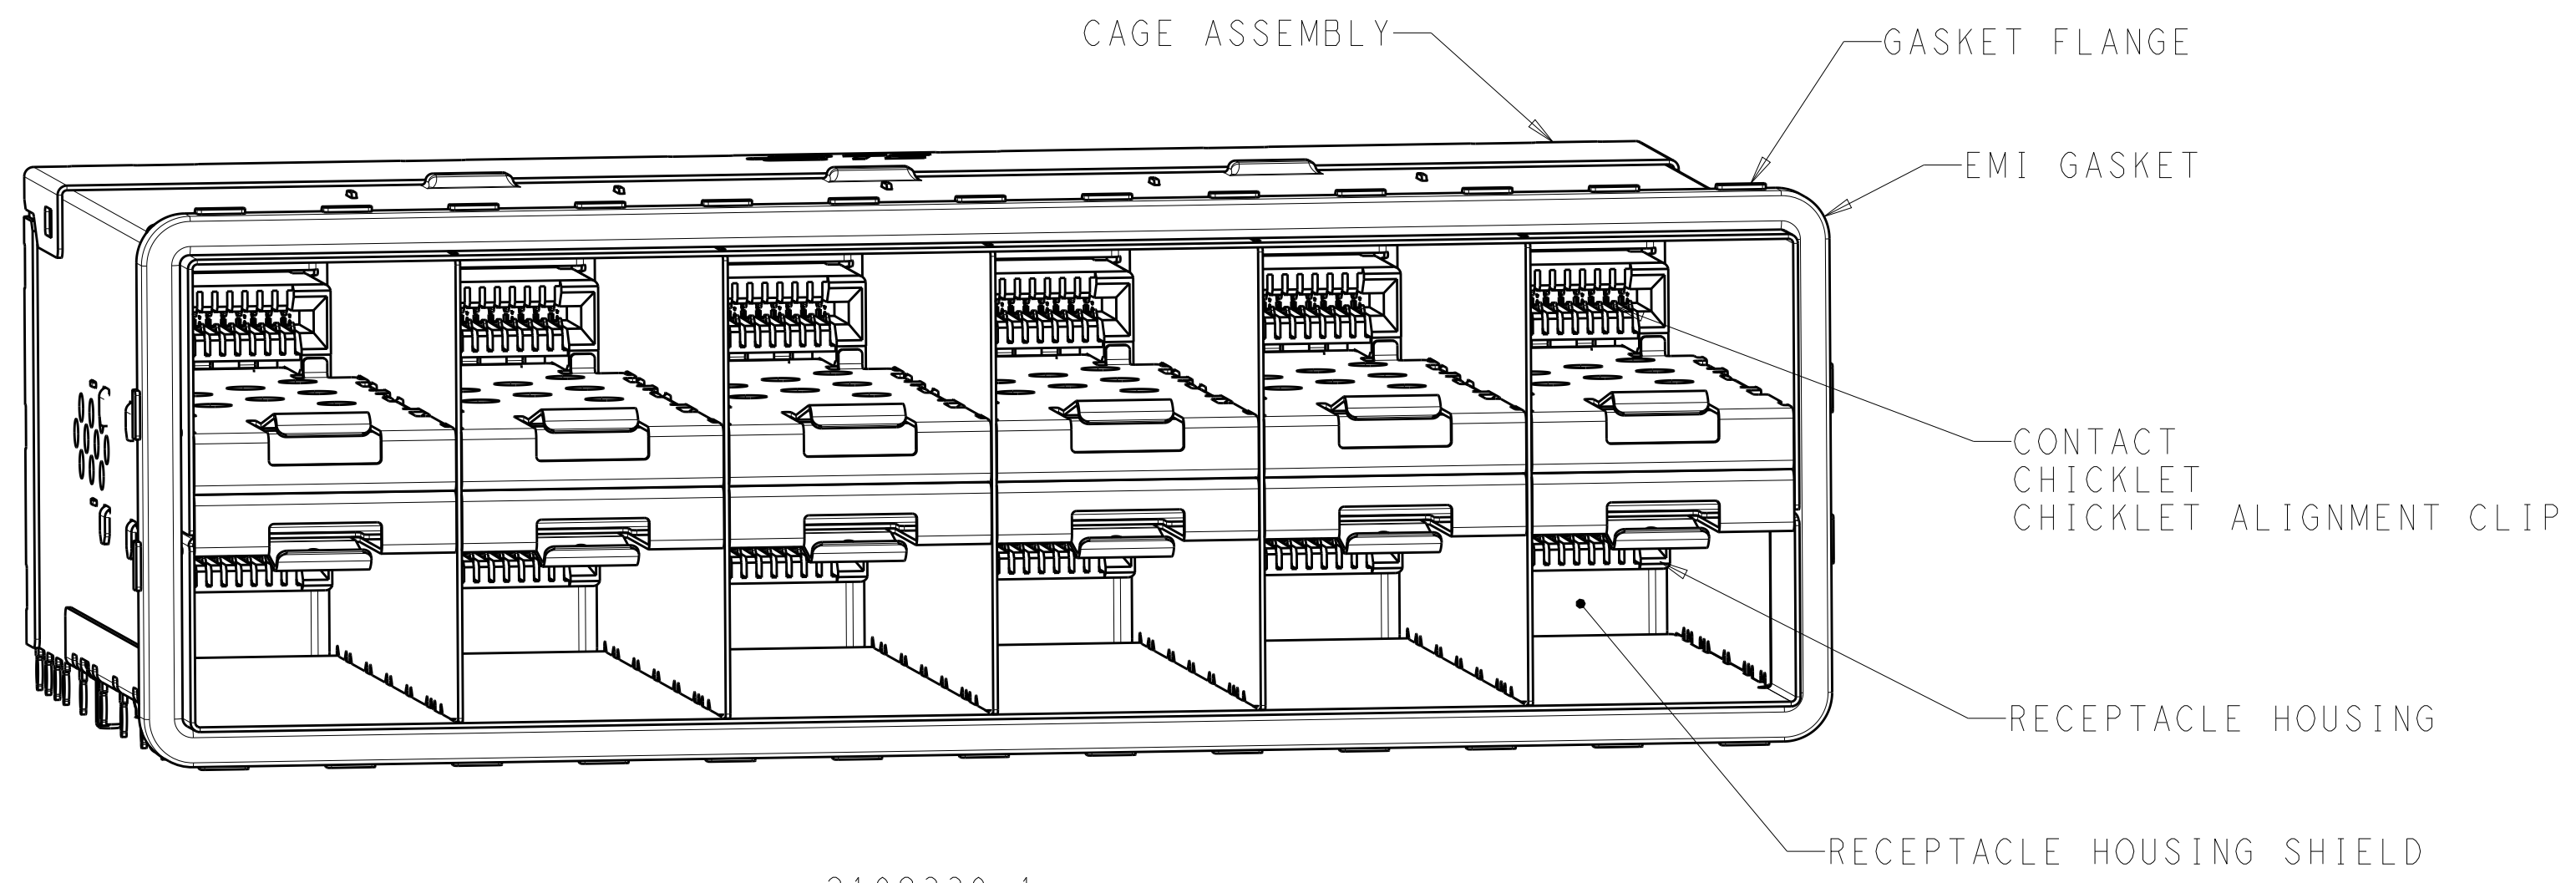 CAGE ASSEMBLY
GASKET FLANGE
EMI GASKET
CONTACT
CHICKLET
CHICKLET ALIGNMENT CLIP
RECEPTACLE HOUSING
RECEPTACLE HOUSING SHIELD